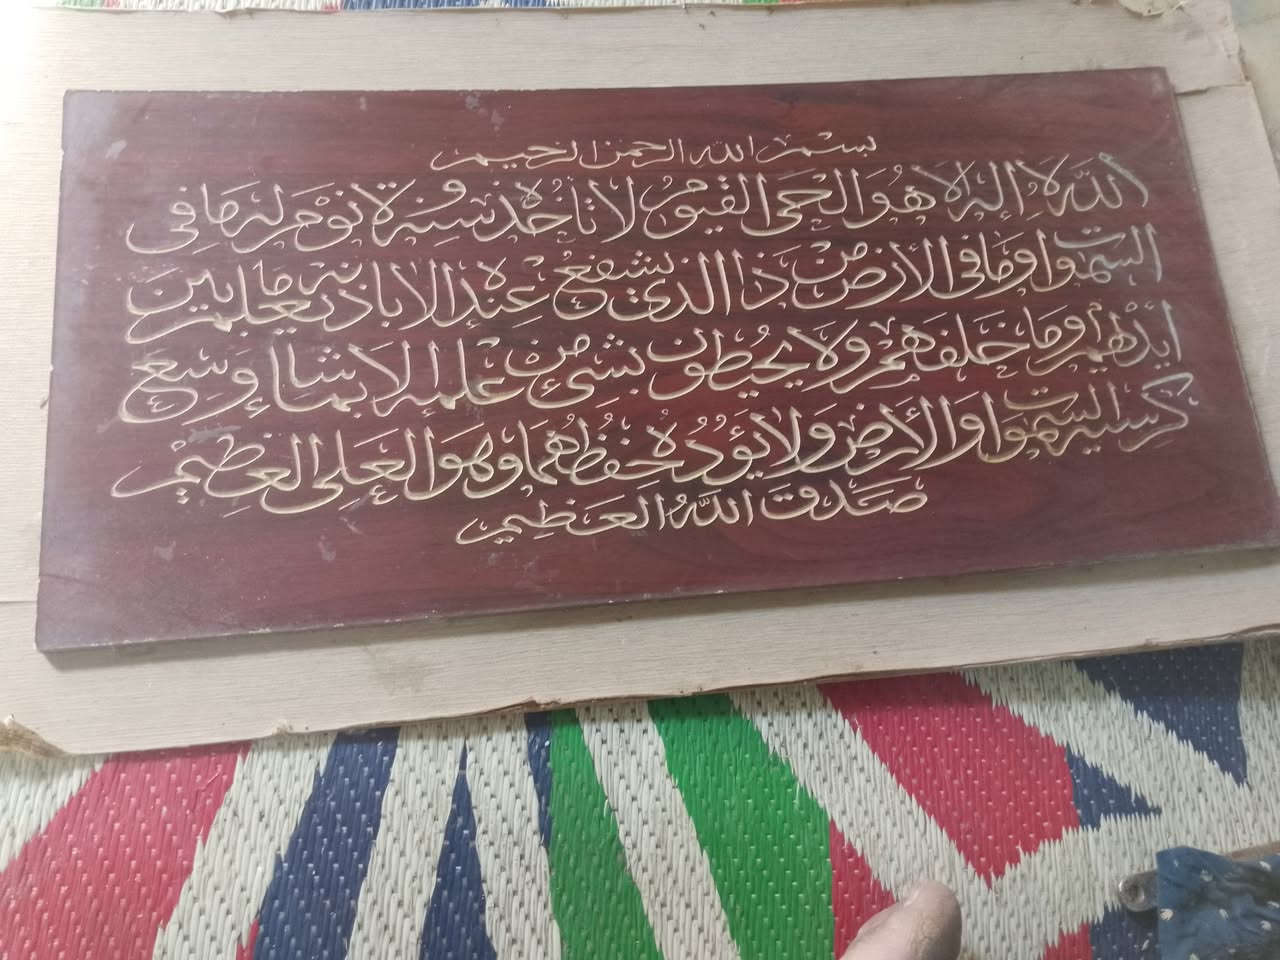 بسم الله الرحمن الرحيم
الله لا إله إلا هو الحي القيوم لا تأخذه سنة ولا نوم له ما في
السموات وما في الأرض من ذا الذي يشفع عنده إلا بإذنه يعلم ما بين
أيديهم وما خلفهم ولا يحيطون بشيء من علمه إلا بما شاء وسع
كرسيه السموات والأرض ولا يؤده حفظهما وهو العلي العظيم
صدق الله العظيم